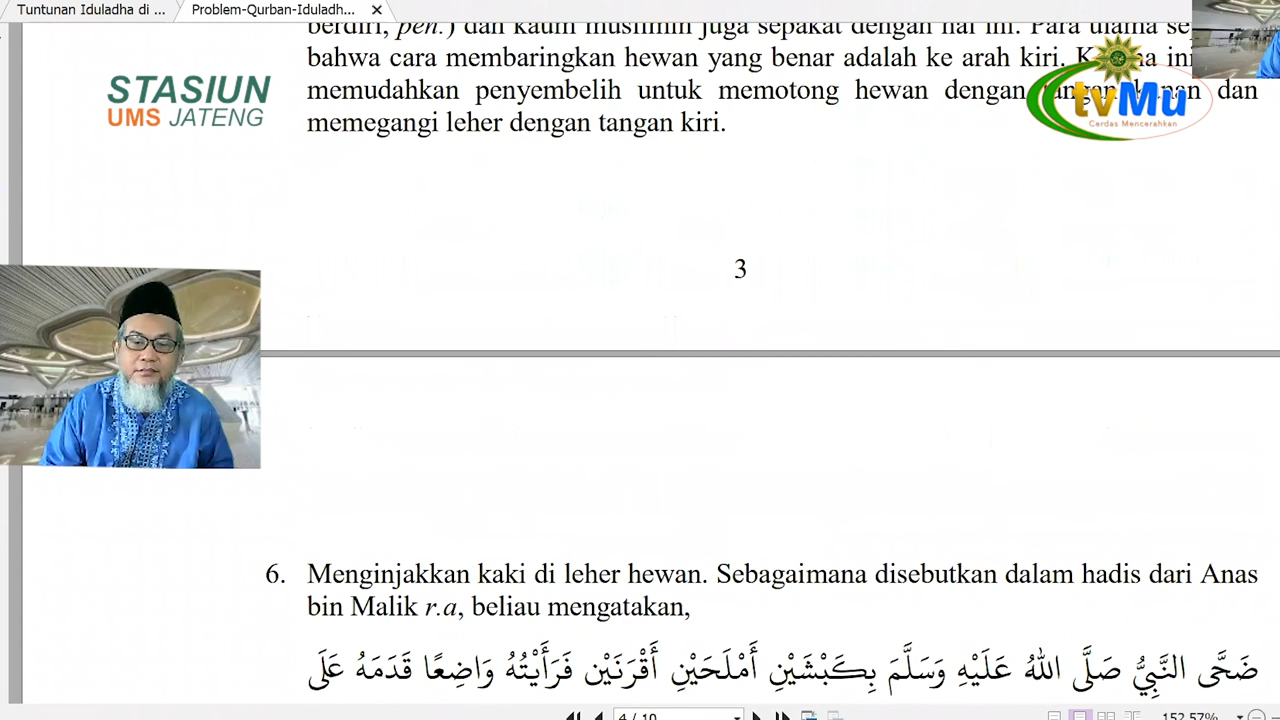 Tuntunan Iduladha di ...
Problem-Qurban-Iduladh...
berdiri, pen.) dan kaum muslimin juga sepakat dengan hal ini. Para ulama
bahwa cara membaringkan hewan yang benar adalah ke arah kiri.
memudahkan penyembelih untuk memotong hewan dengan tangan kanan dan
memegangi leher dengan tangan kiri.
STASIUN
UMS JATENG
tvMu
Cerdas Mencerahkan
3
6. Menginjakkan kaki di leher hewan. Sebagaimana disebutkan dalam hadis dari Anas
bin Malik r.a, beliau mengatakan,
ضَحَّى النَّبِيُّ صَلَّى اللهُ عَلَيْهِ وَسَلَّمَ بِكَبْشَيْنِ أَمْلَحَيْنِ أَقْرَنَيْنِ فَرَأَيْتُهُ وَاضِعًا قَدَمَهُ عَلَى
4 / 10
152,57%